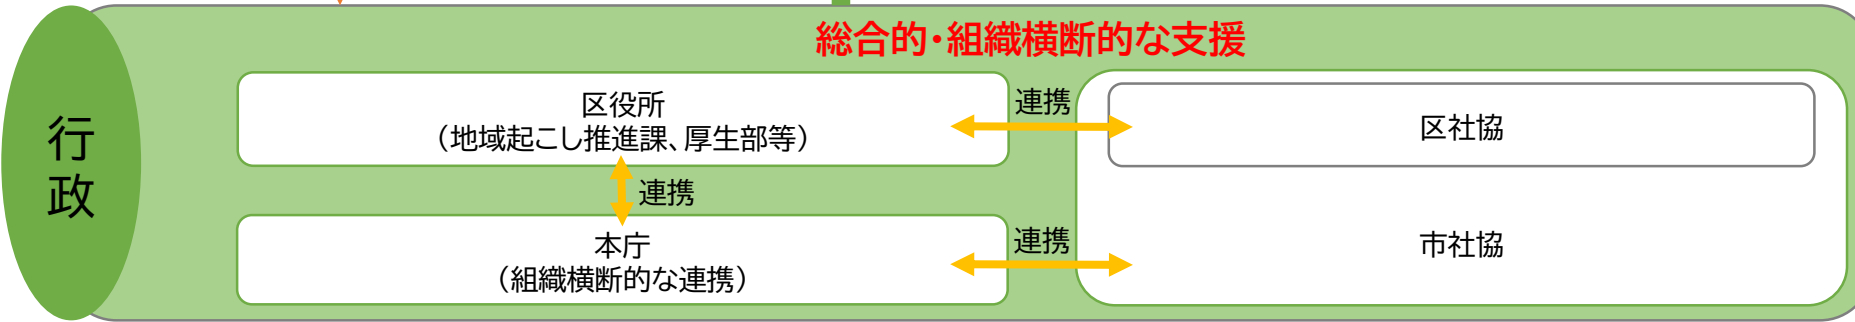 総合的・組織横断的な支援
行政
区役所
（地域起こし推進課、厚生部等）
連携
区社協
連携
本庁
（組織横断的な連携）
連携
市社協